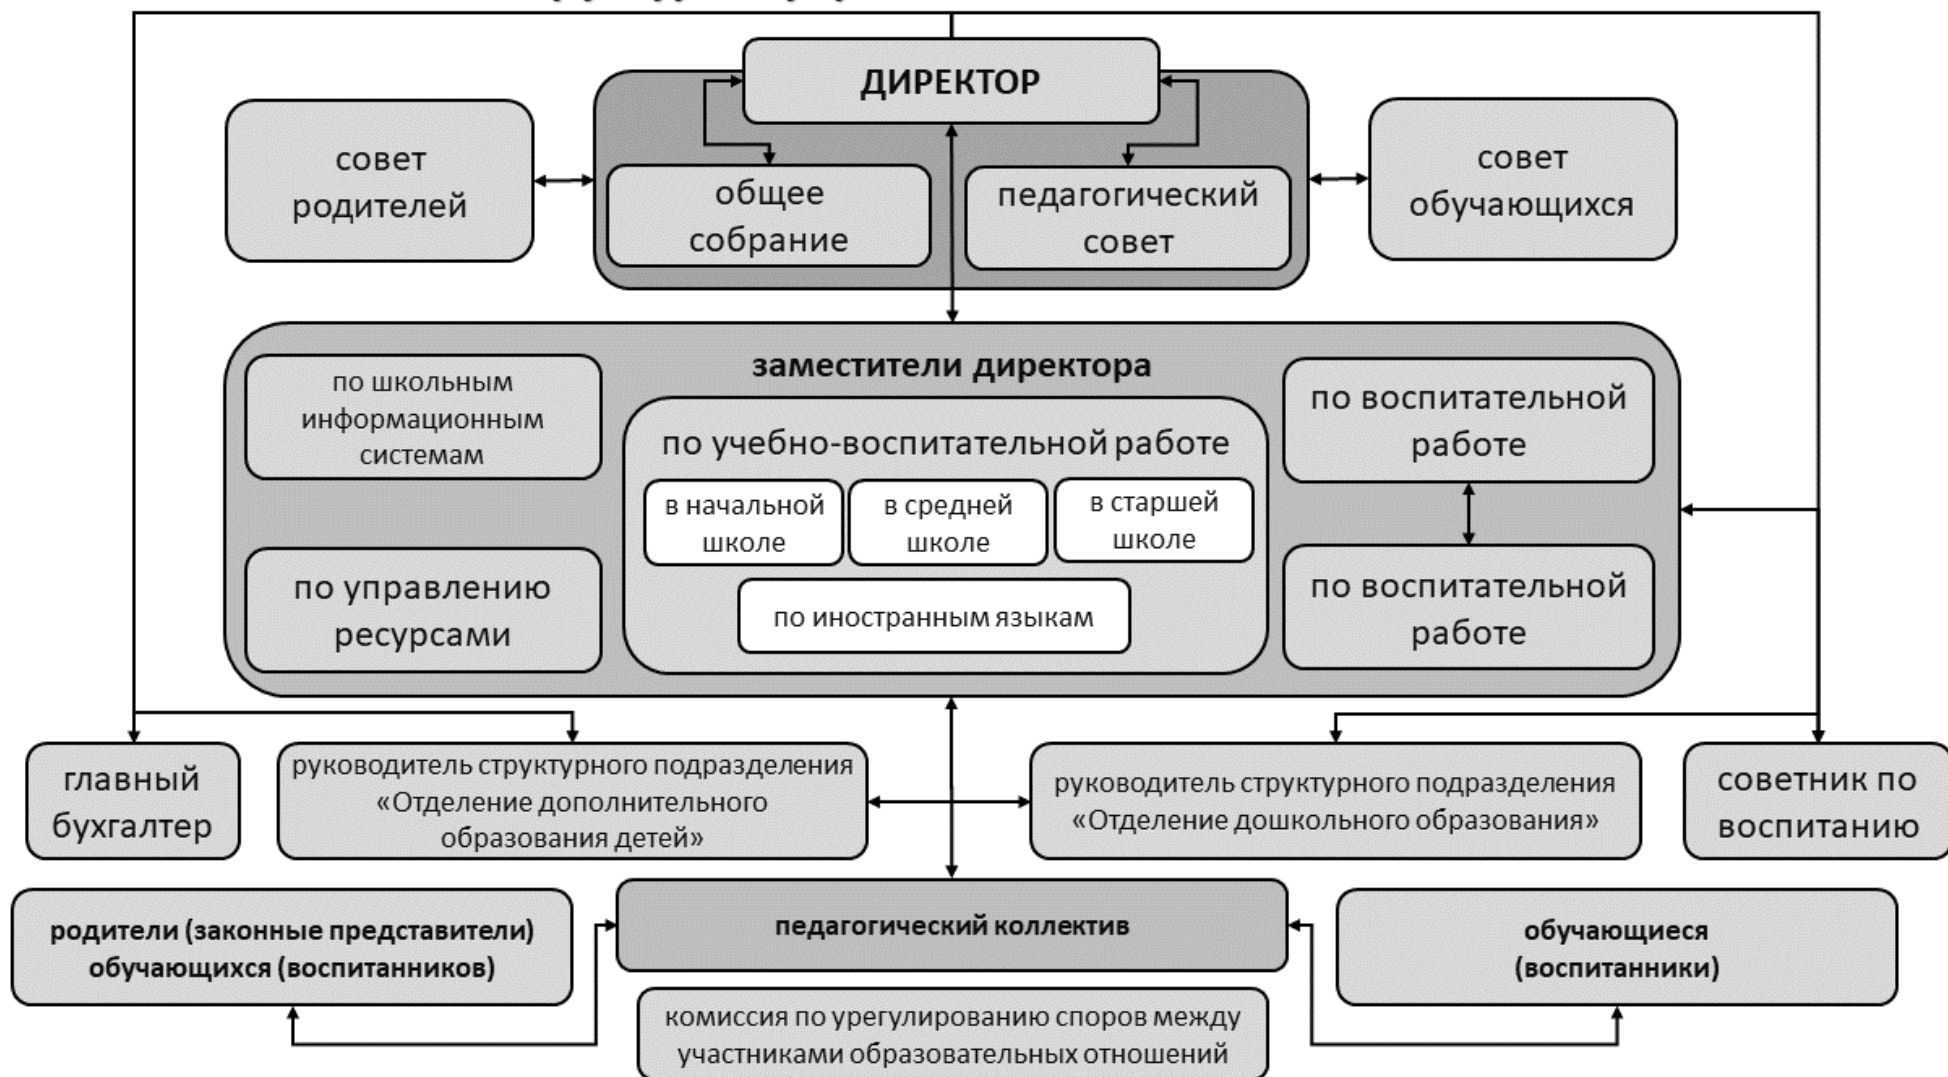 ДИРЕКТОР
совет
родителей
общее
собрание
педагогический
совет
совет
обучающихся
заместители директора
по школьным
информационным
системам
по управлению
ресурсами
по учебно-воспитательной работе
в начальной
школе
в средней
школе
в старшей
школе
по иностранным языкам
по воспитательной
работе
по воспитательной
работе
главный
бухгалтер
руководитель структурного подразделения
«Отделение дополнительного
образования детей»
руководитель структурного подразделения
«Отделение дошкольного образования»
советник по
воспитанию
родители (законные представители)
обучающихся (воспитанников)
педагогический коллектив
обучающиеся
(воспитанники)
комиссия по урегулированию споров между
участниками образовательных отношений